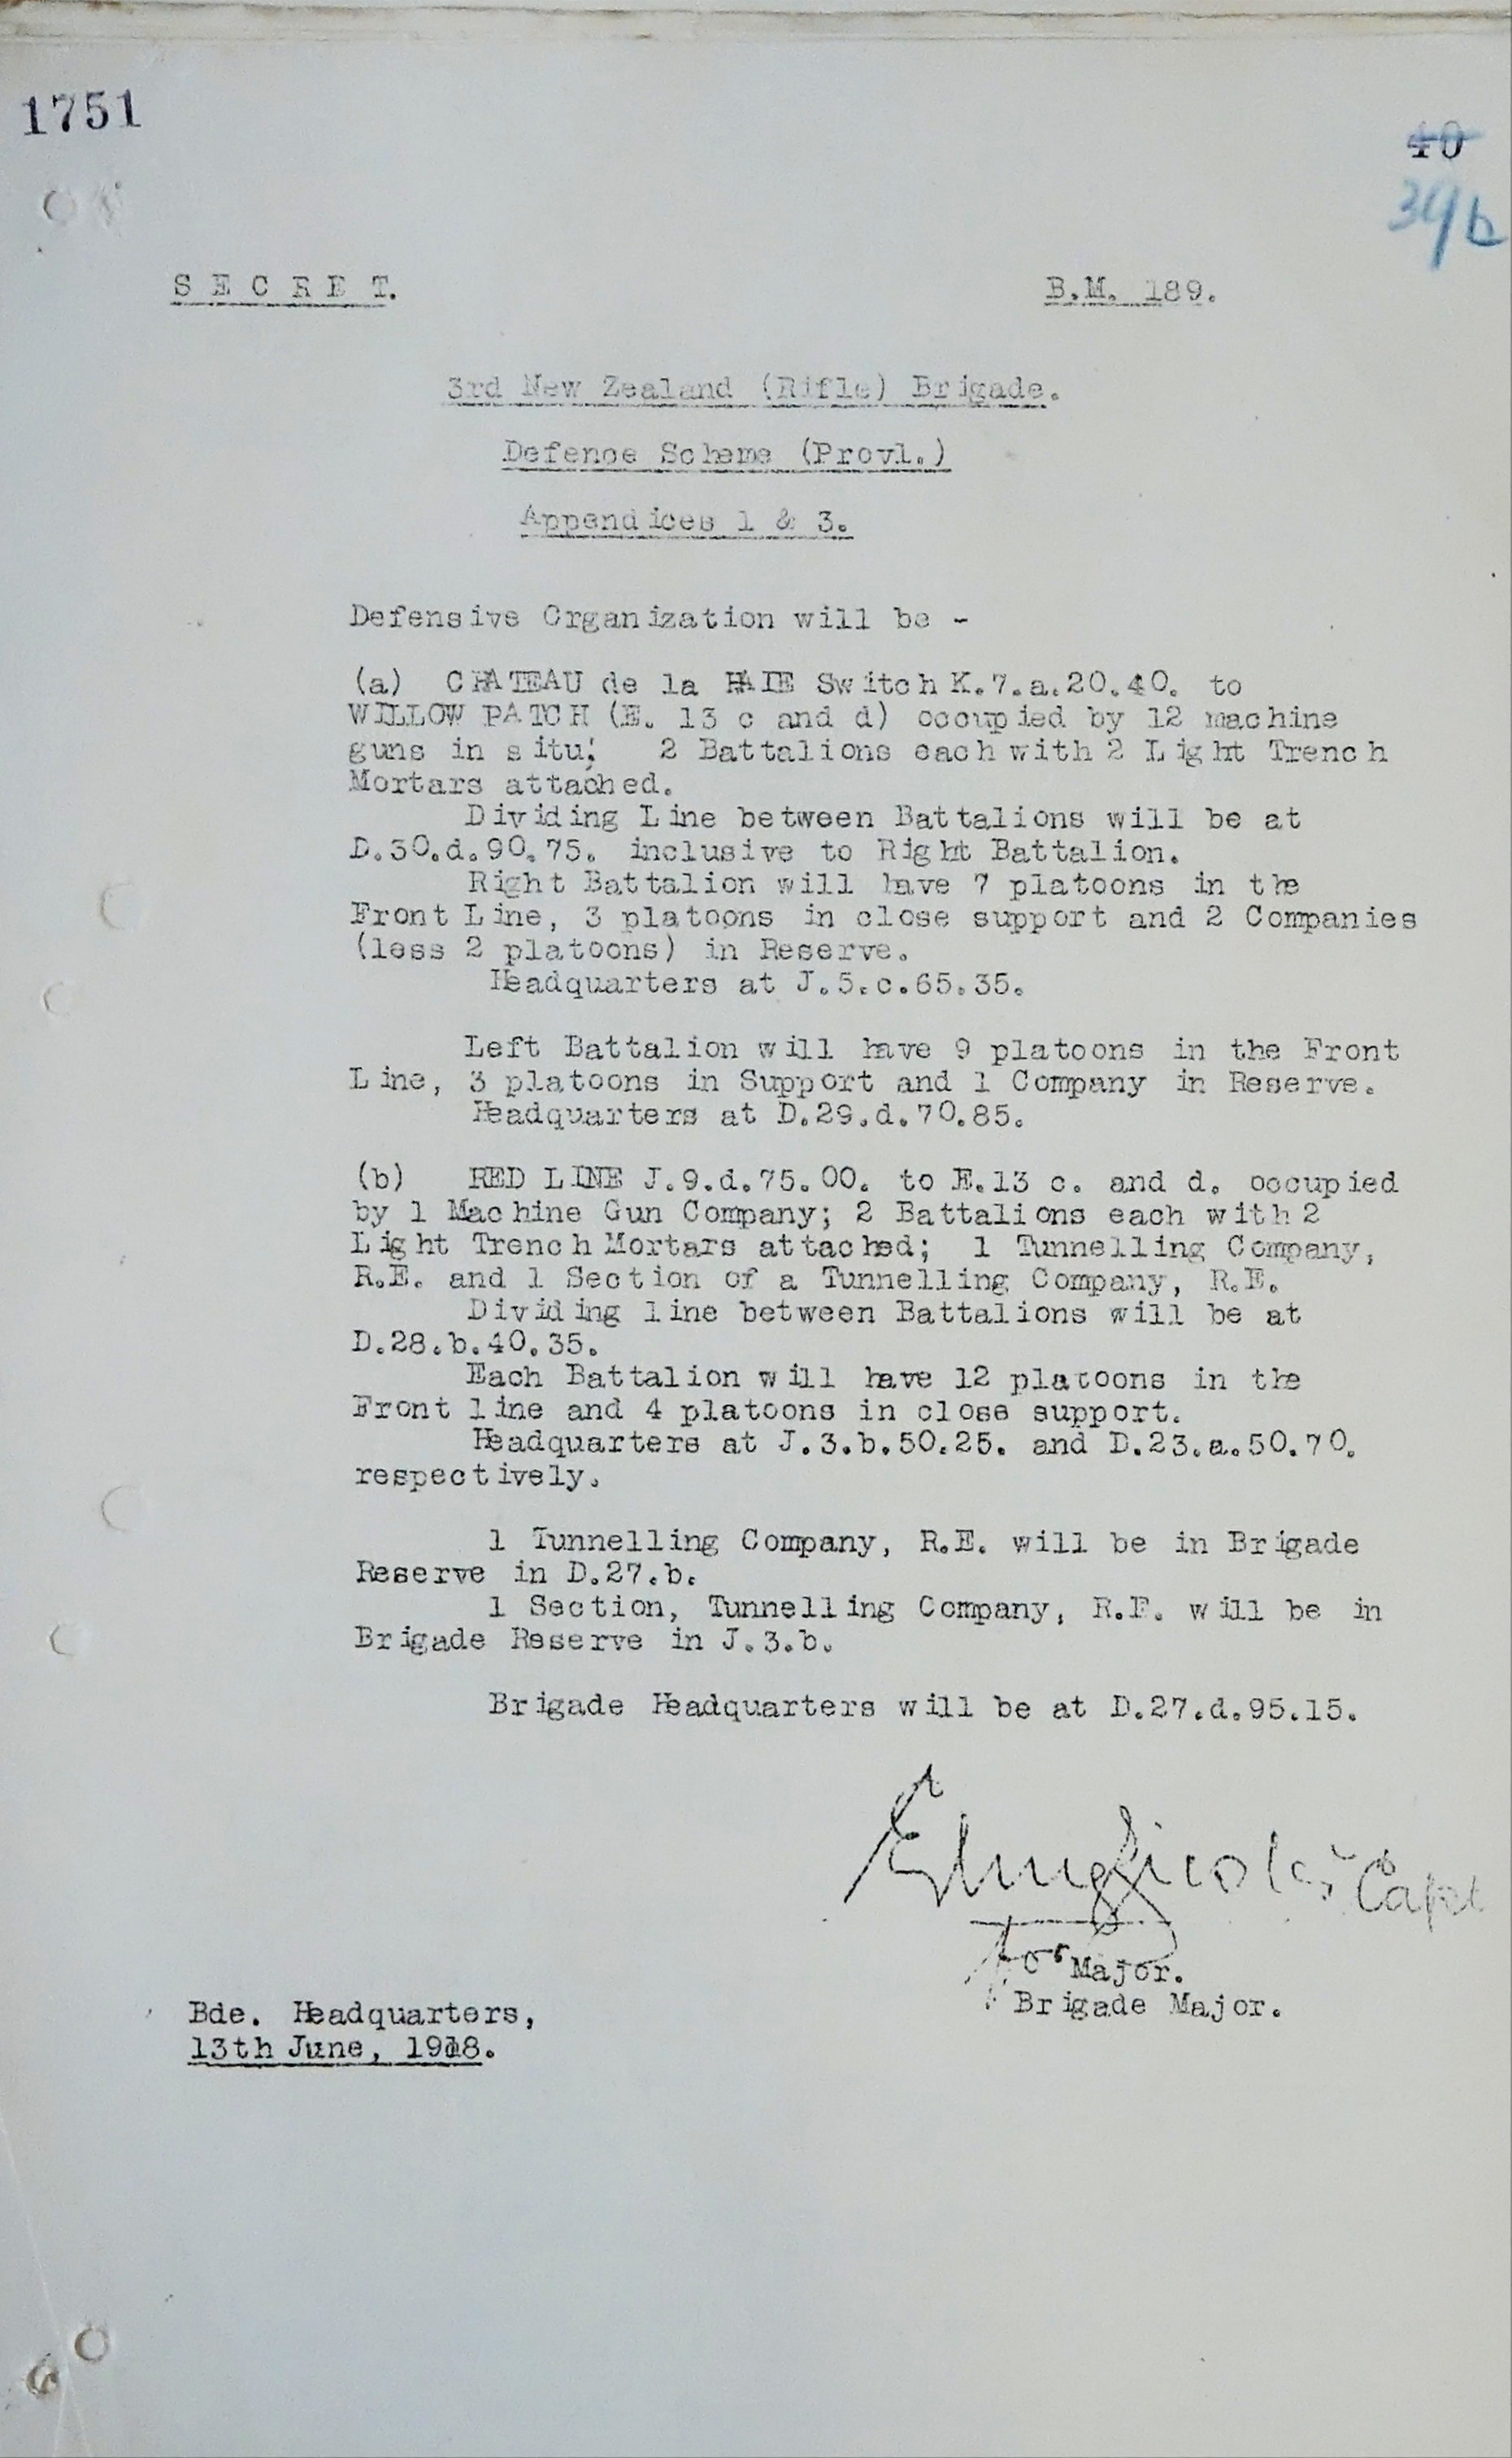 1751
40
39b
S E C R E T.
B.M. 189.
3rd New Zealand (Rifle) Brigade.
Defence Scheme (Provl.)
Appendices 1 & 3.
Defensive Organization will be -
(a) CHATEAU de la HAIE Switch K.7.a.20.40. to
WILLOW PATCH (E. 13 c and d) occupied by 12 machine
guns in situ; 2 Battalions each with 2 Light Trench
Mortars attached.
Dividing Line between Battalions will be at
D.30.d.90.75. inclusive to Right Battalion.
Right Battalion will have 7 platoons in the
Front Line, 3 platoons in close support and 2 Companies
(less 2 platoons) in Reserve.
Headquarters at J.5.c.65.35.
Left Battalion will have 9 platoons in the Front
Line, 3 platoons in Support and 1 Company in Reserve.
Headquarters at D.29.d.70.85.
(b) RED LINE J.9.d.75.00. to E.13 c. and d. occupied
by 1 Machine Gun Company; 2 Battalions each with 2
Light Trench Mortars attached; 1 Tunnelling Company,
R.E. and 1 Section of a Tunnelling Company, R.E.
Dividing line between Battalions will be at
D.28.b.40.35.
Each Battalion will have 12 platoons in the
Front line and 4 platoons in close support.
Headquarters at J.3.b.50.25. and D.23.a.50.70.
respectively.
1 Tunnelling Company, R.E. will be in Brigade
Reserve in D.27.b.
1 Section, Tunnelling Company, R.E. will be in
Brigade Reserve in J.3.b.
Brigade Headquarters will be at D.27.d.95.15.
Capt
for Major.
Brigade Major.
Bde. Headquarters,
13th June, 1918.